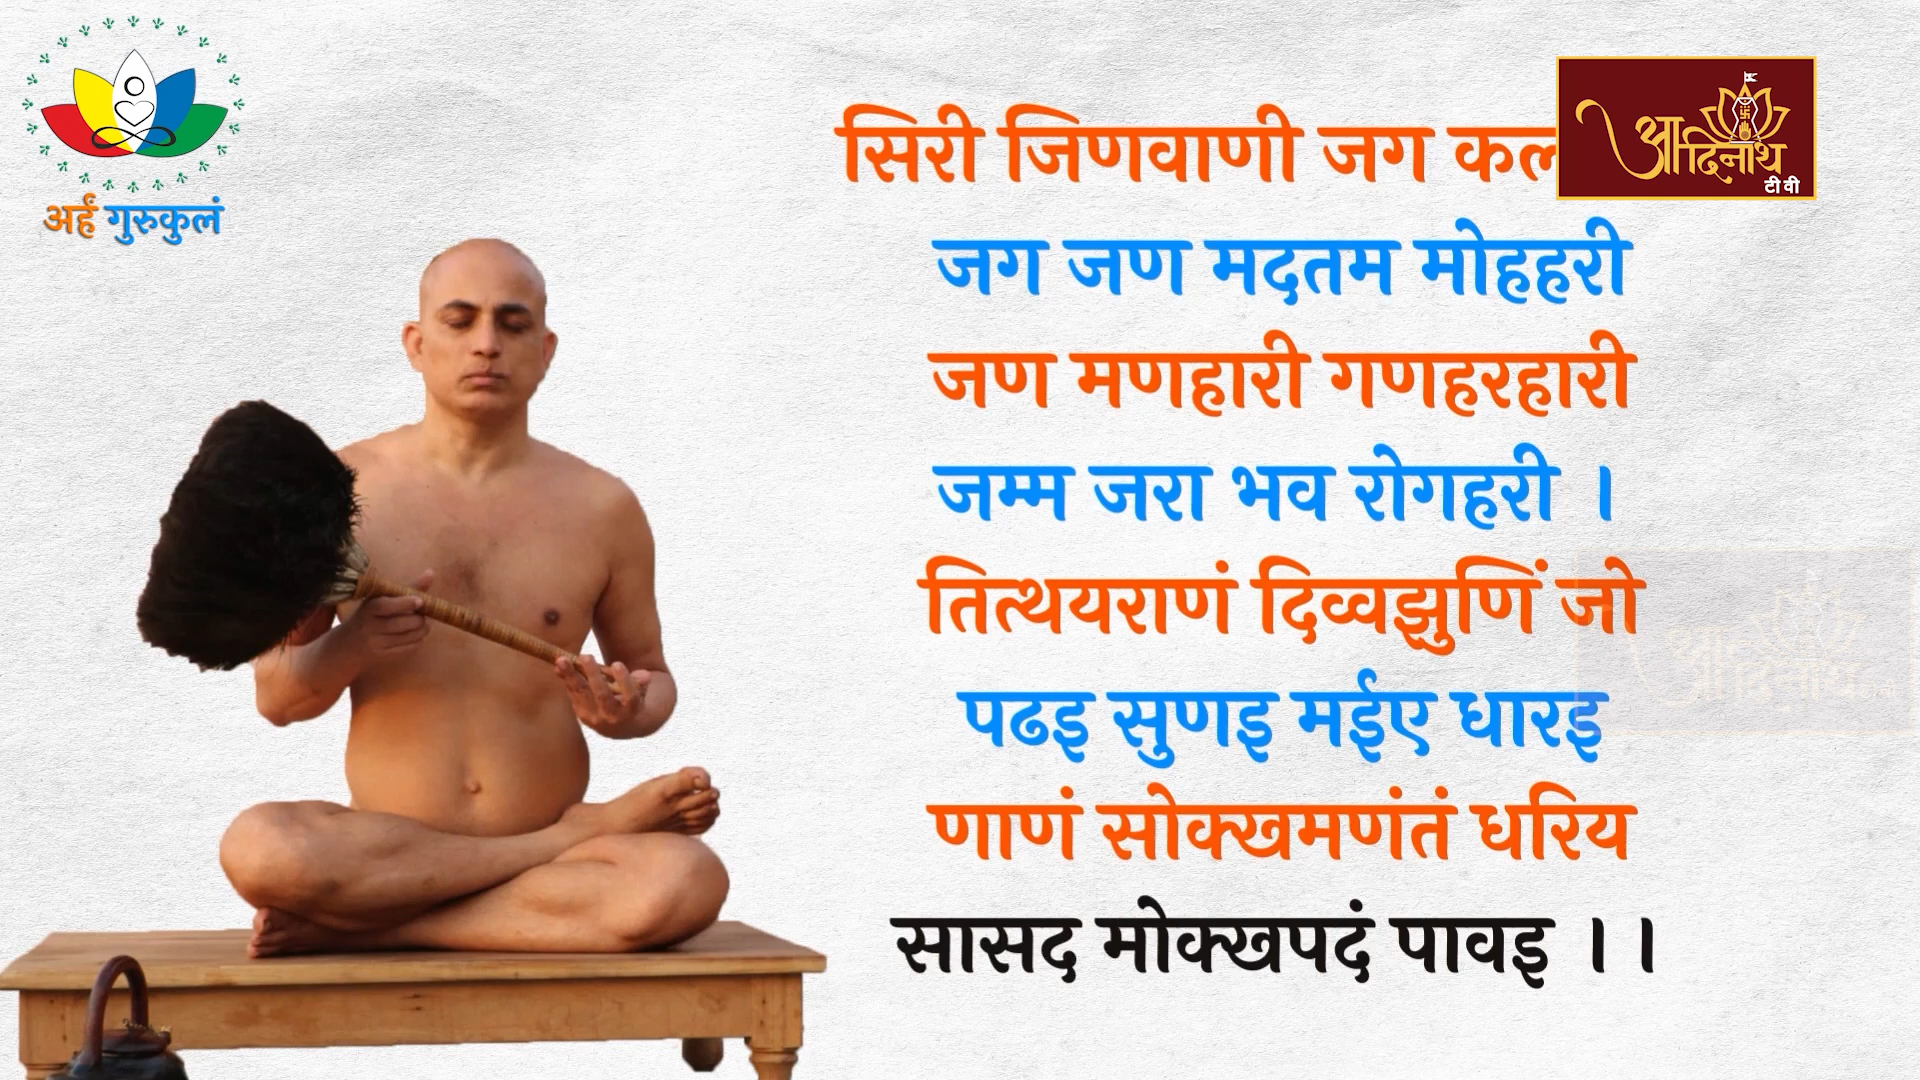 अर्हं गुरुकुलं
आदिनाथ
टी वी
सिरी जिणवाणी जग
जग जण मदतम मोहहरी
जण मणहारी गणहरहारी
जम्म जरा भव रोगहरी ।
तित्थयराणं दिव्वझुणिं जो
पढइ सुणइ मईए धारइ
णाणं सोक्खमणंतं धरिय
सासद मोक्खपदं पावइ ।।